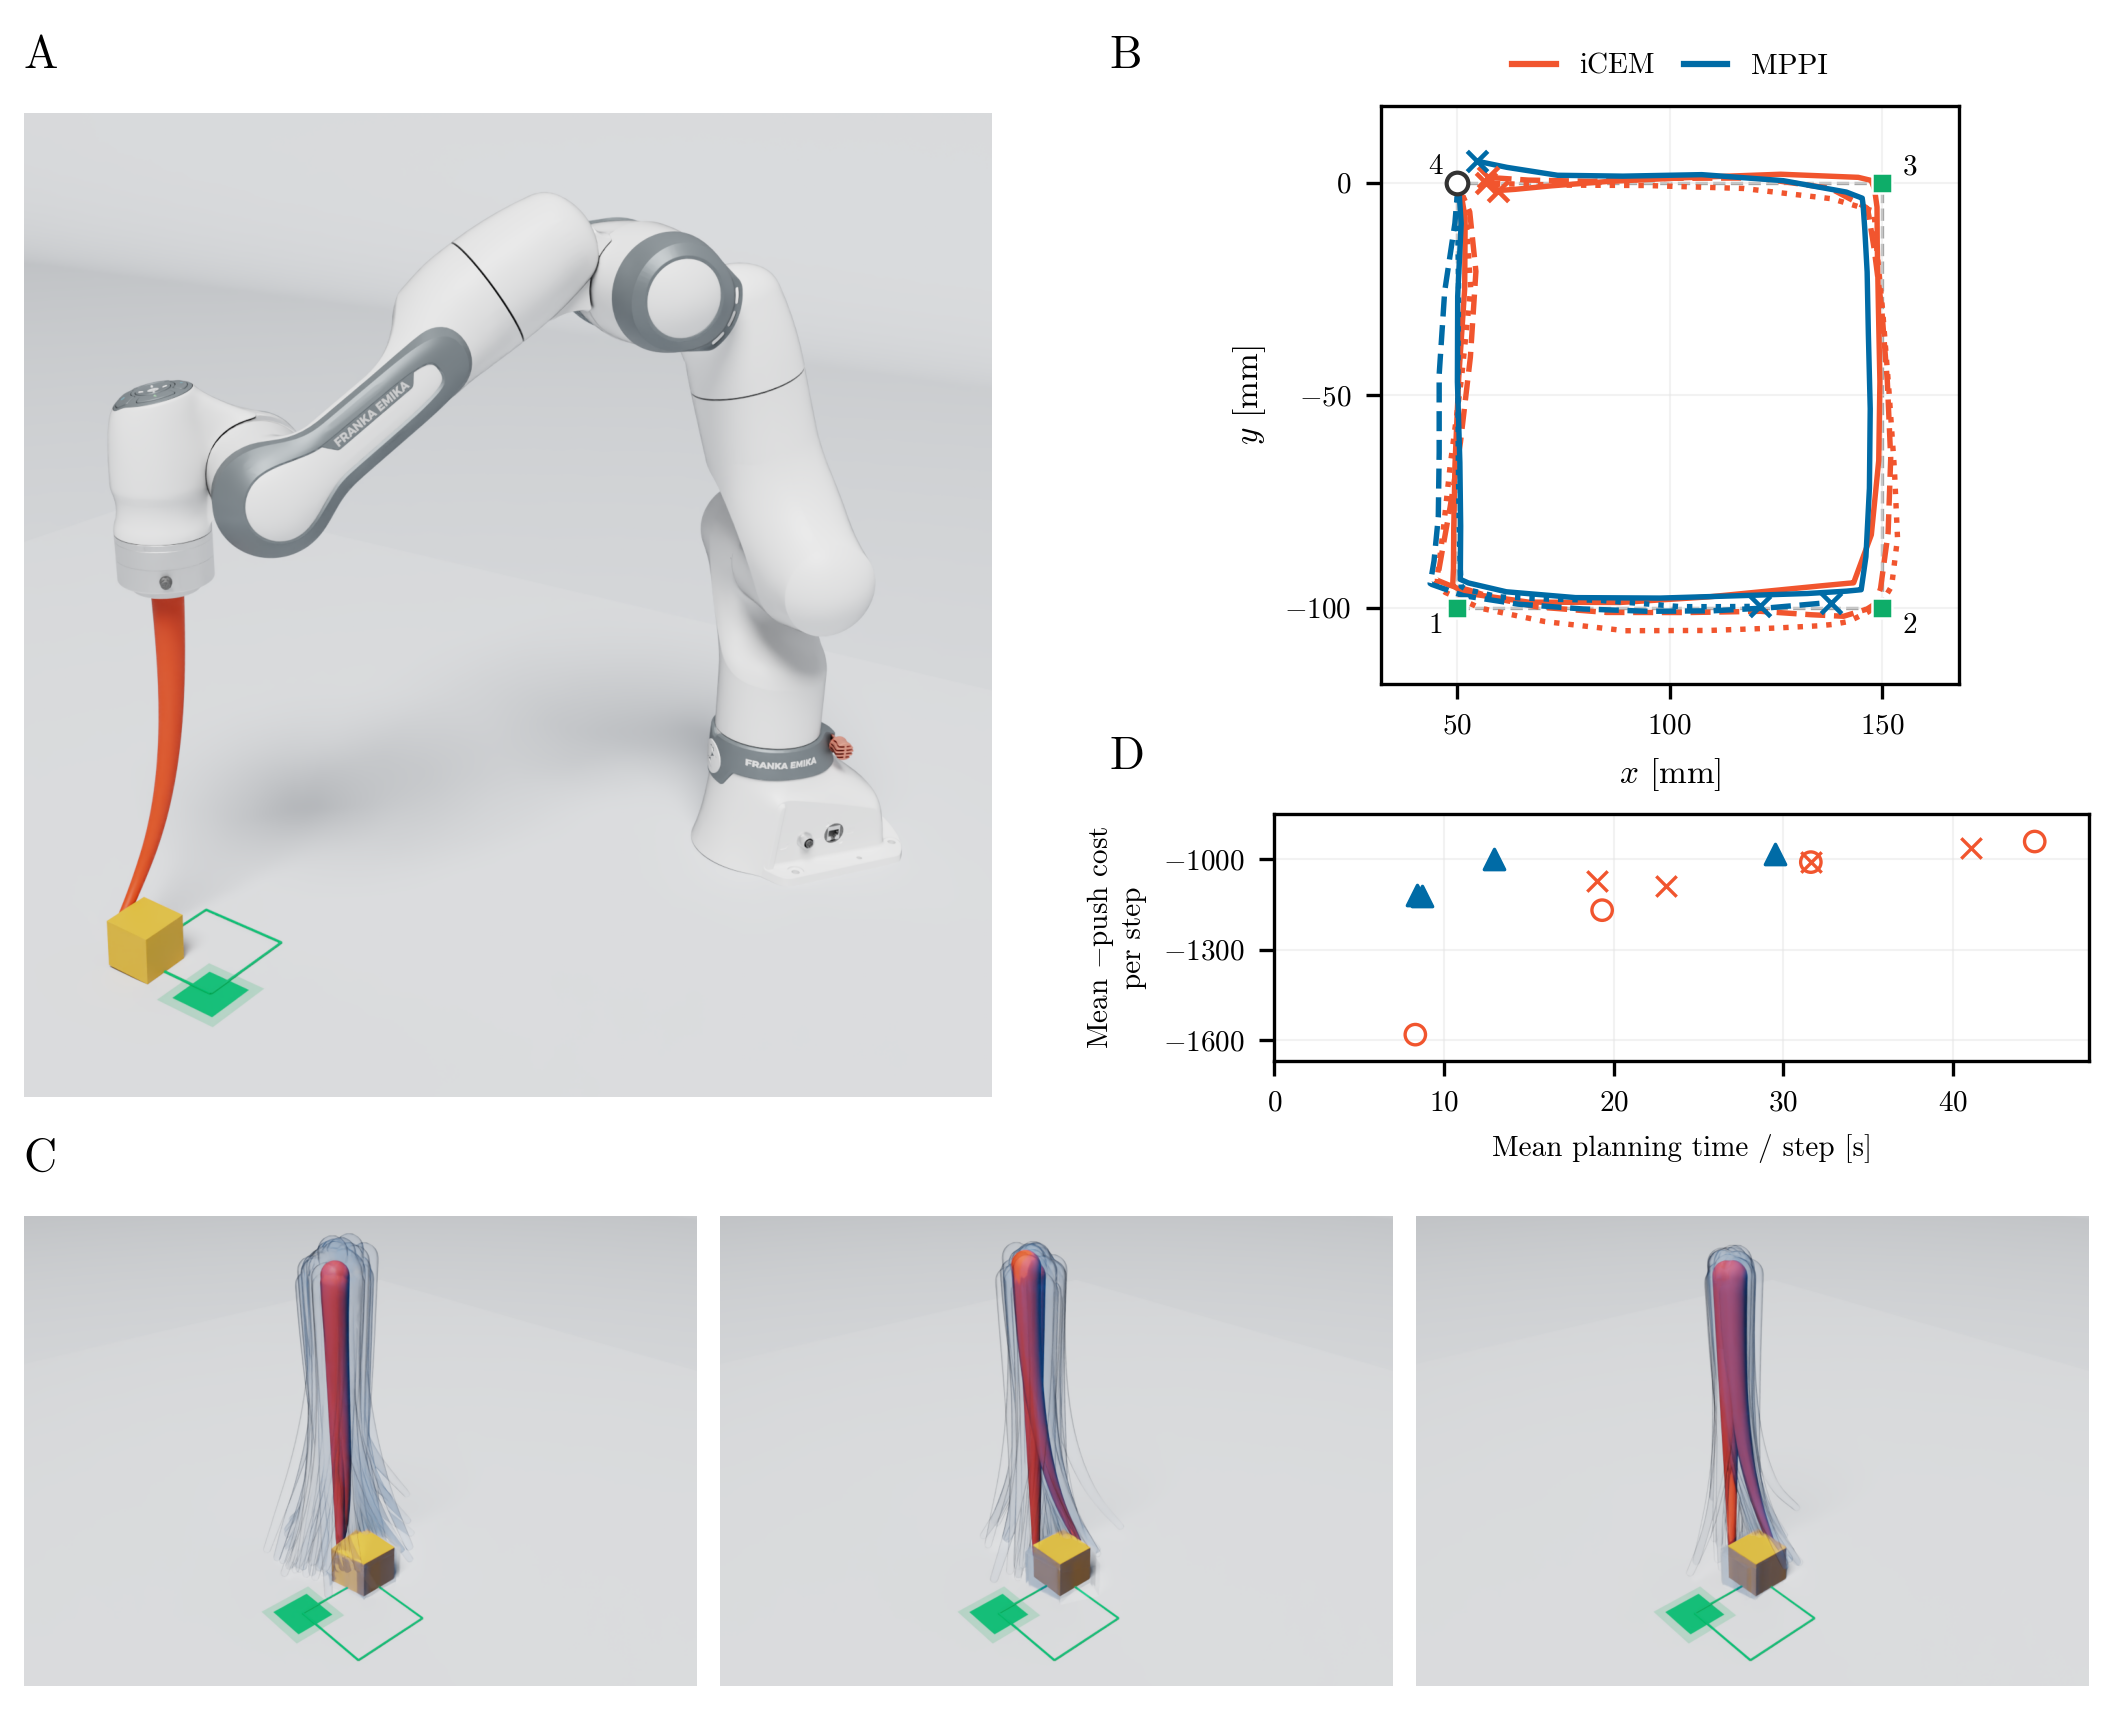 A
FRANKA EMIKA
FRANKA EMIKA
B
iCEM MPPI
4
3
0
−50
−100
y [mm]
1
2
50 100 150
x [mm]
D
−1000
−1300
−1600
Mean −push cost
per step
0 10 20 30 40
Mean planning time / step [s]
C